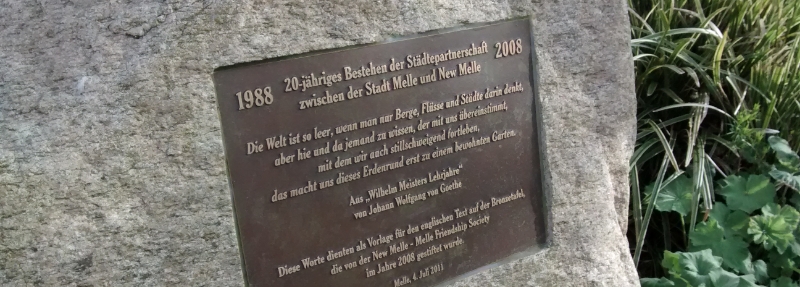 1988 20-jähriges Bestehen der Städtepartnerschaft 2008
zwischen der Stadt Melle und New Melle
Die Welt ist so leer, wenn man nur Berge, Flüsse und Städte darin denkt,
aber hie und da jemand zu wissen, der mit uns übereinstimmt,
mit dem wir auch stillschweigend fortleben,
das macht uns dieses Erdenrund erst zu einem bewohnten Garten.
Aus „Wilhelm Meisters Lehrjahre"
von Johann Wolfgang von Goethe
Diese Worte dienten als Vorlage für den englischen Text auf der Bronzetafel,
die von der New Melle - Melle Friendship Society
im Jahre 2008 gestiftet wurde.
Melle, 4. Juli 2011